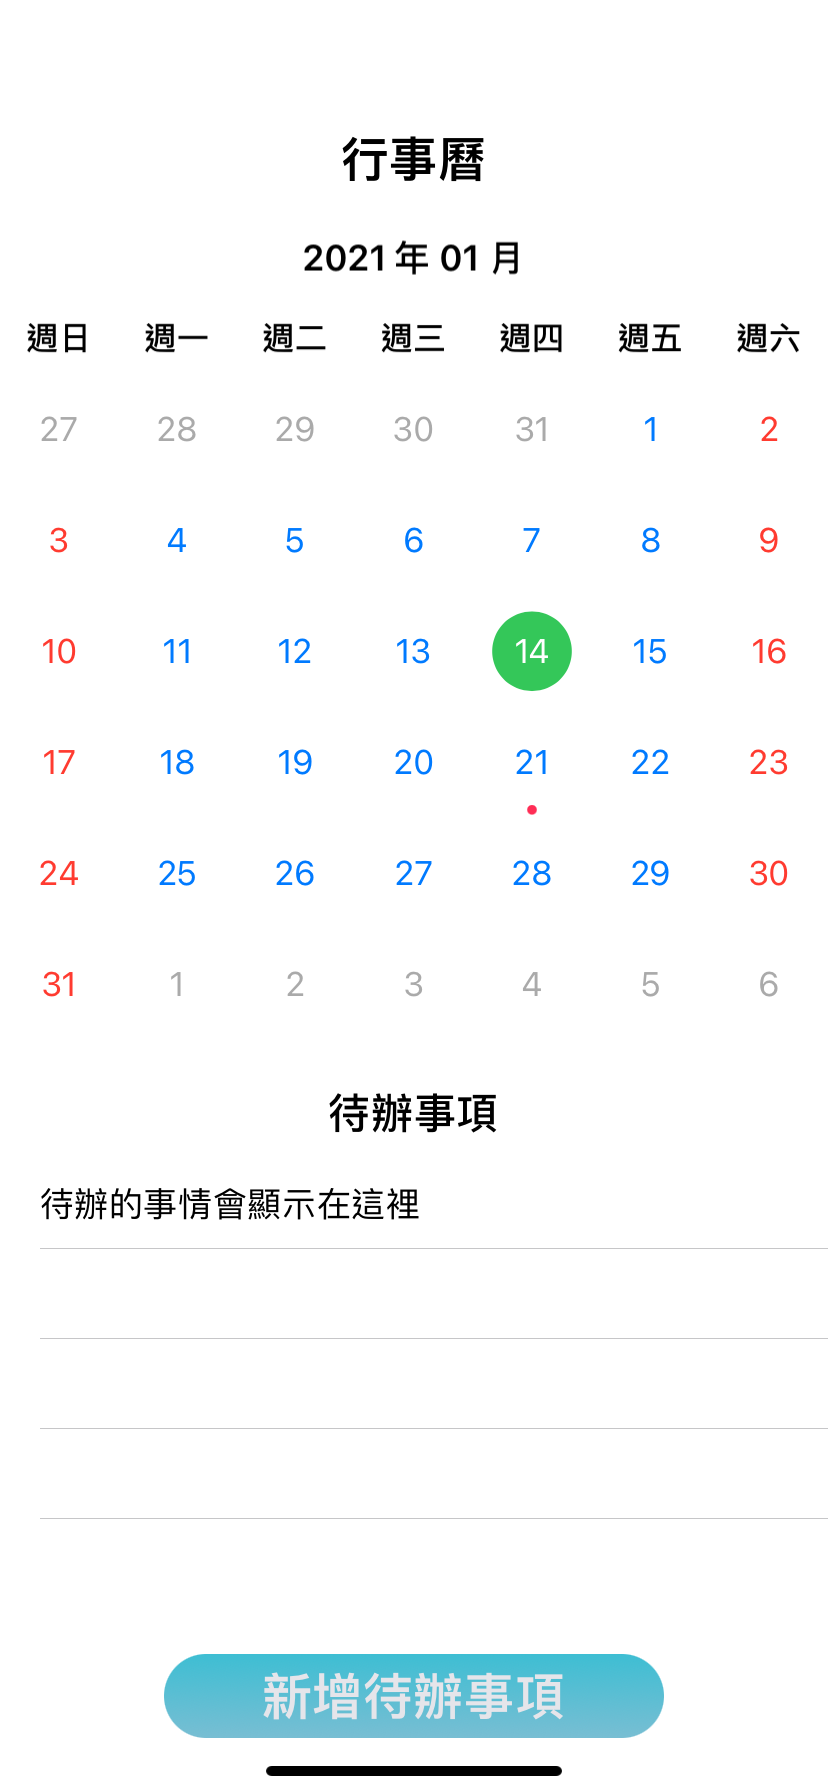 行事曆
2021 年 01 月
週日 週一 週二 週三 週四 週五 週六
27 28 29 30 31 1 2
3 4 5 6 7 8 9
10 11 12 13 14 15 16
17 18 19 20 21 22 23
24 25 26 27 28 29 30
31 1 2 3 4 5 6
待辦事項
待辦的事情會顯示在這裡
新增待辦事項